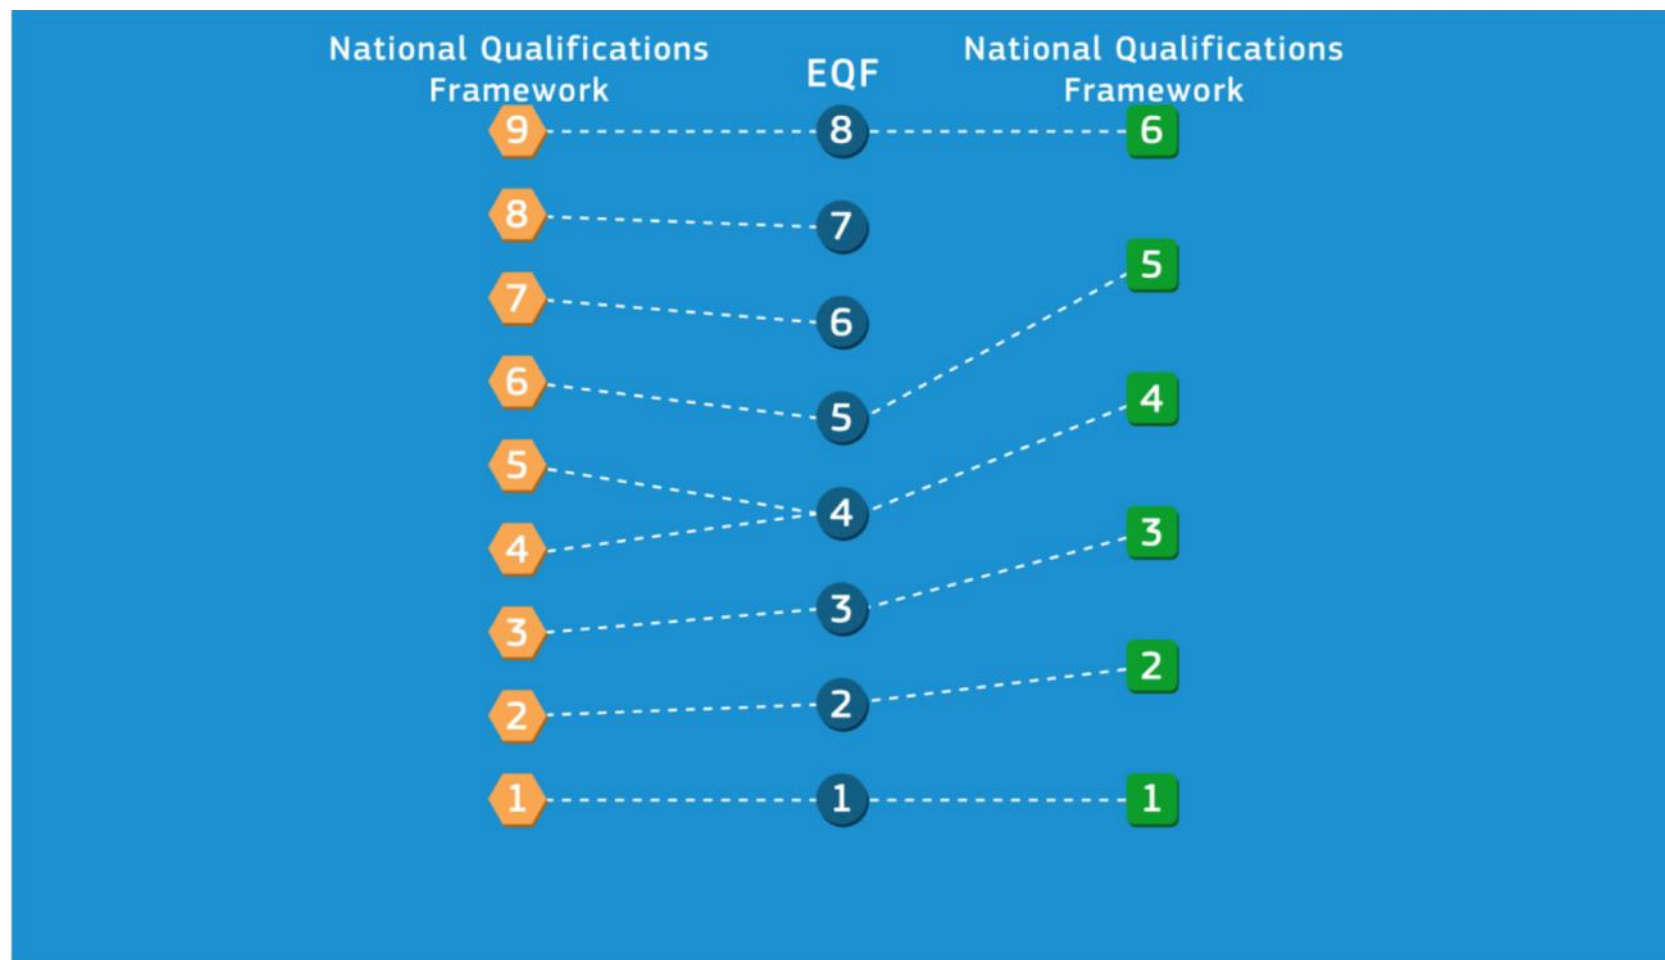 National Qualifications
Framework
EQF
National Qualifications
Framework
9 8 6
8 7
7 6
5
6 5
4
5 4
4
3
3 3
2
2 2
1 1 1